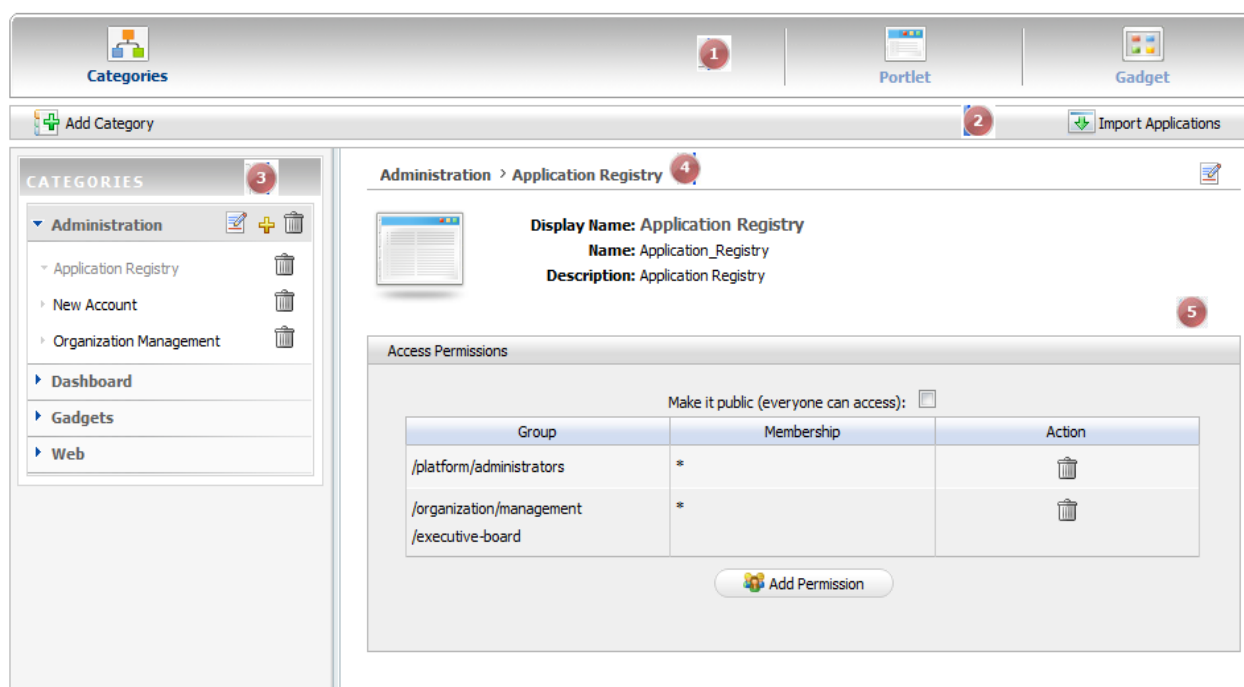 Categories
1
Portlet
Gadget
Add Category
2
Import Applications
CATEGORIES
3
Administration
Application Registry
New Account
Organization Management
Dashboard
Gadgets
Web
Administration > Application Registry
4
Display Name: Application Registry
Name: Application_Registry
Description: Application Registry
5
Access Permissions
Make it public (everyone can access):
Group Membership Action
/platform/administrators *
/organization/management *
/executive-board
Add Permission